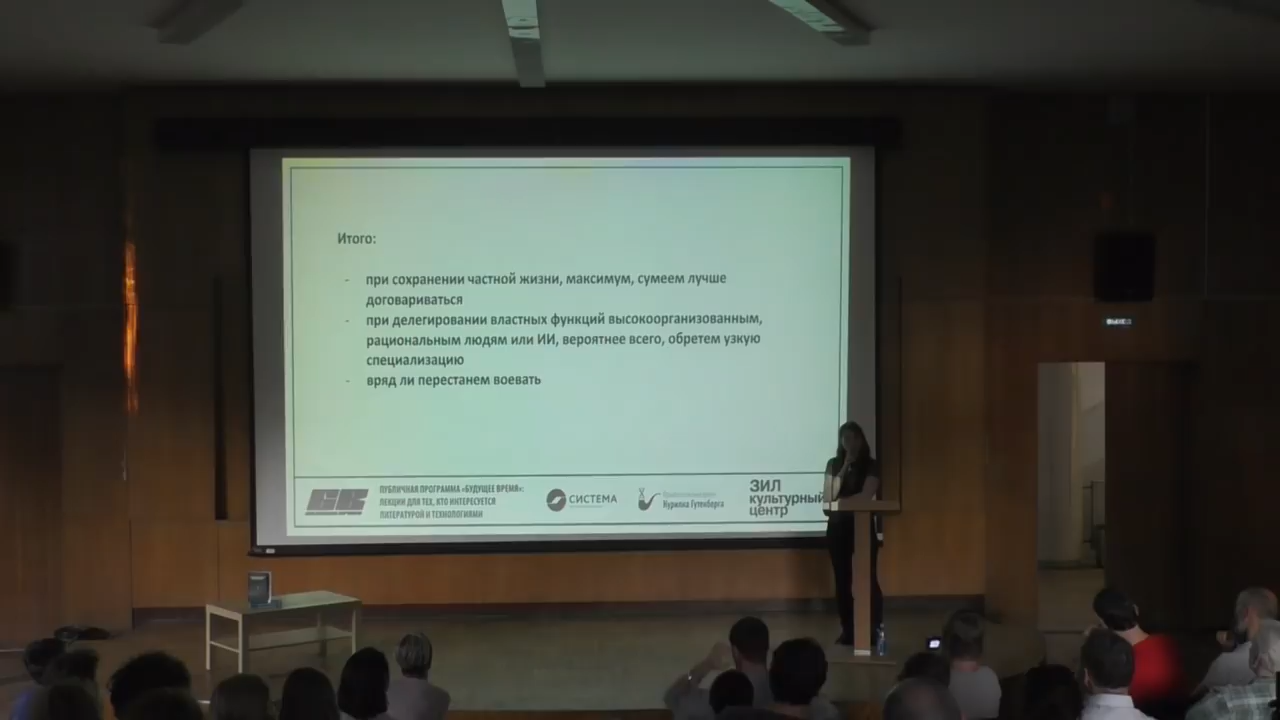 Итого:
- при сохранении частной жизни, максимум, сумеем лучше
договариваться
- при делегировании властных функций высокоорганизованным,
рациональным людям или ИИ, вероятнее всего, обретем узкую
специализацию
- вряд ли перестанем воевать
ПУБЛИЧНАЯ ПРОГРАММА «БУДУЩЕЕ ВРЕМЯ»:
ЛЕКЦИИ ДЛЯ ТЕХ, КТО ИНТЕРЕСУЕТСЯ
ЛИТЕРАТУРОЙ И ТЕХНОЛОГИЯМИ
СИСТЕМА
Курилка Гутенберга
ЗИЛ
культурный
центр